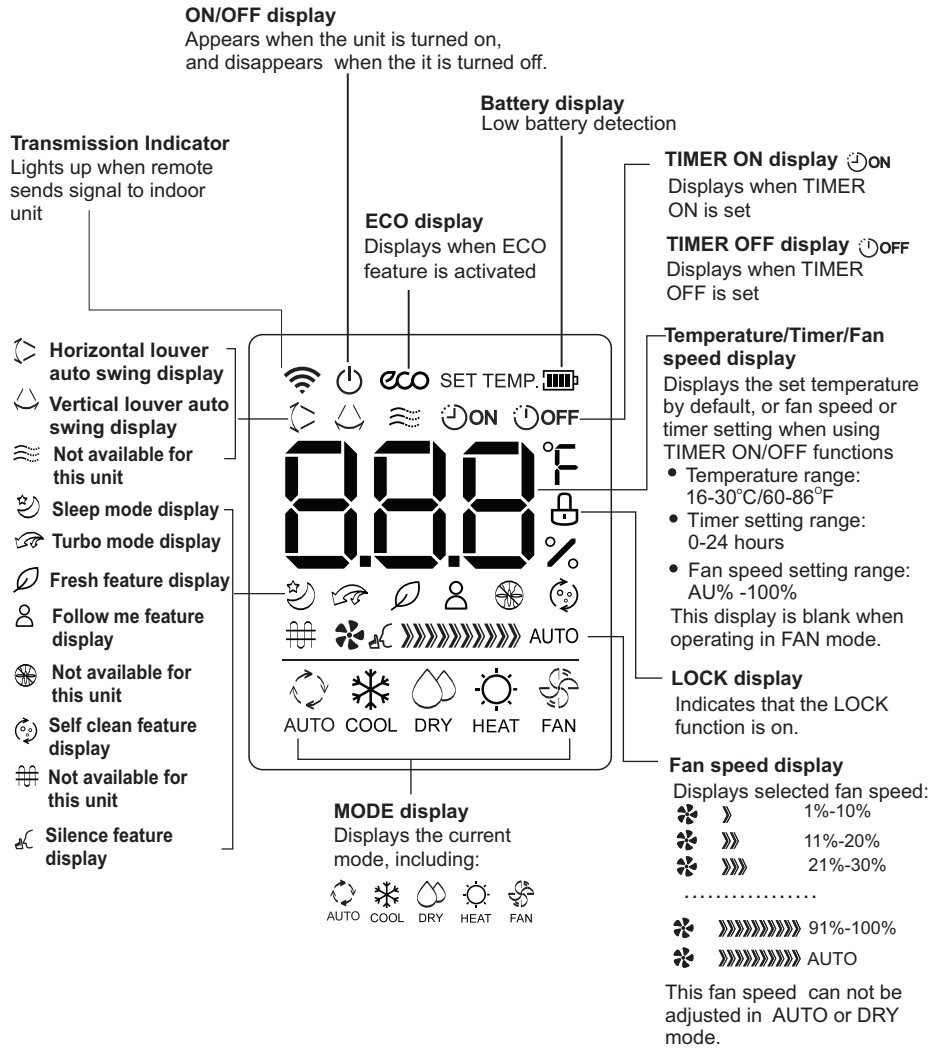 ON/OFF display
Appears when the unit is turned on,
and disappears when the it is turned off.
Battery display
Low battery detection
Transmission Indicator
Lights up when remote
sends signal to indoor
unit
TIMER ON display ON
Displays when TIMER
ON is set
ECO display
Displays when ECO
feature is activated
TIMER OFF display OFF
Displays when TIMER
OFF is set
Horizontal louver
auto swing display
Vertical louver auto
swing display
Not available for
this unit
Sleep mode display
Turbo mode display
Fresh feature display
Follow me feature
display
Not available for
this unit
Self clean feature
display
Not available for
this unit
Silence feature
display
eco SET TEMP.
ON OFF
888 °F
%
AUTO
AUTO COOL DRY HEAT FAN
MODE display
Displays the current
mode, including:
AUTO COOL DRY HEAT FAN
Temperature/Timer/Fan
speed display
Displays the set temperature
by default, or fan speed or
timer setting when using
TIMER ON/OFF functions
• Temperature range:
16-30°C/60-86°F
• Timer setting range:
0-24 hours
• Fan speed setting range:
AU% -100%
This display is blank when
operating in FAN mode.
LOCK display
Indicates that the LOCK
function is on.
Fan speed display
Displays selected fan speed:
1%-10%
11%-20%
21%-30%
.................
91%-100%
AUTO
This fan speed can not be
adjusted in AUTO or DRY
mode.